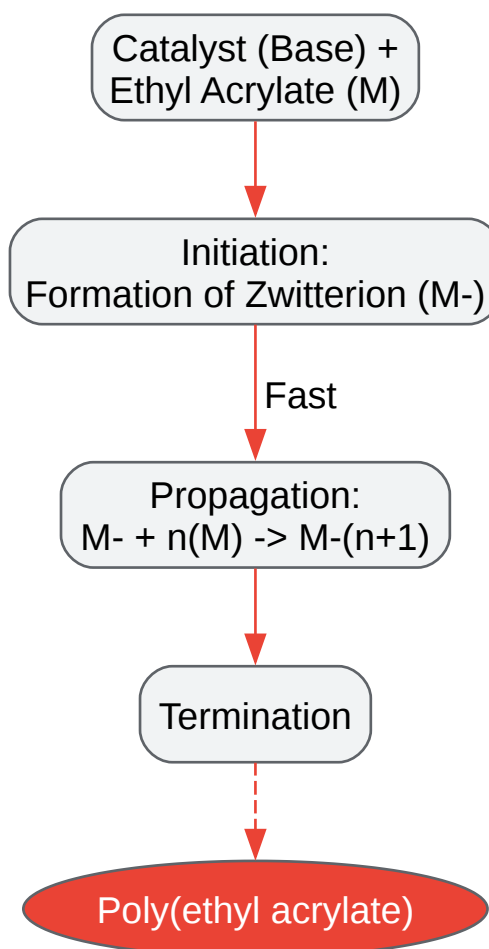 Catalyst (Base) +
Ethyl Acrylate (M)
Initiation:
Formation of Zwitterion (M-)
Fast
Propagation:
M- + n(M) -> M-(n+1)
Termination
Poly(ethyl acrylate)